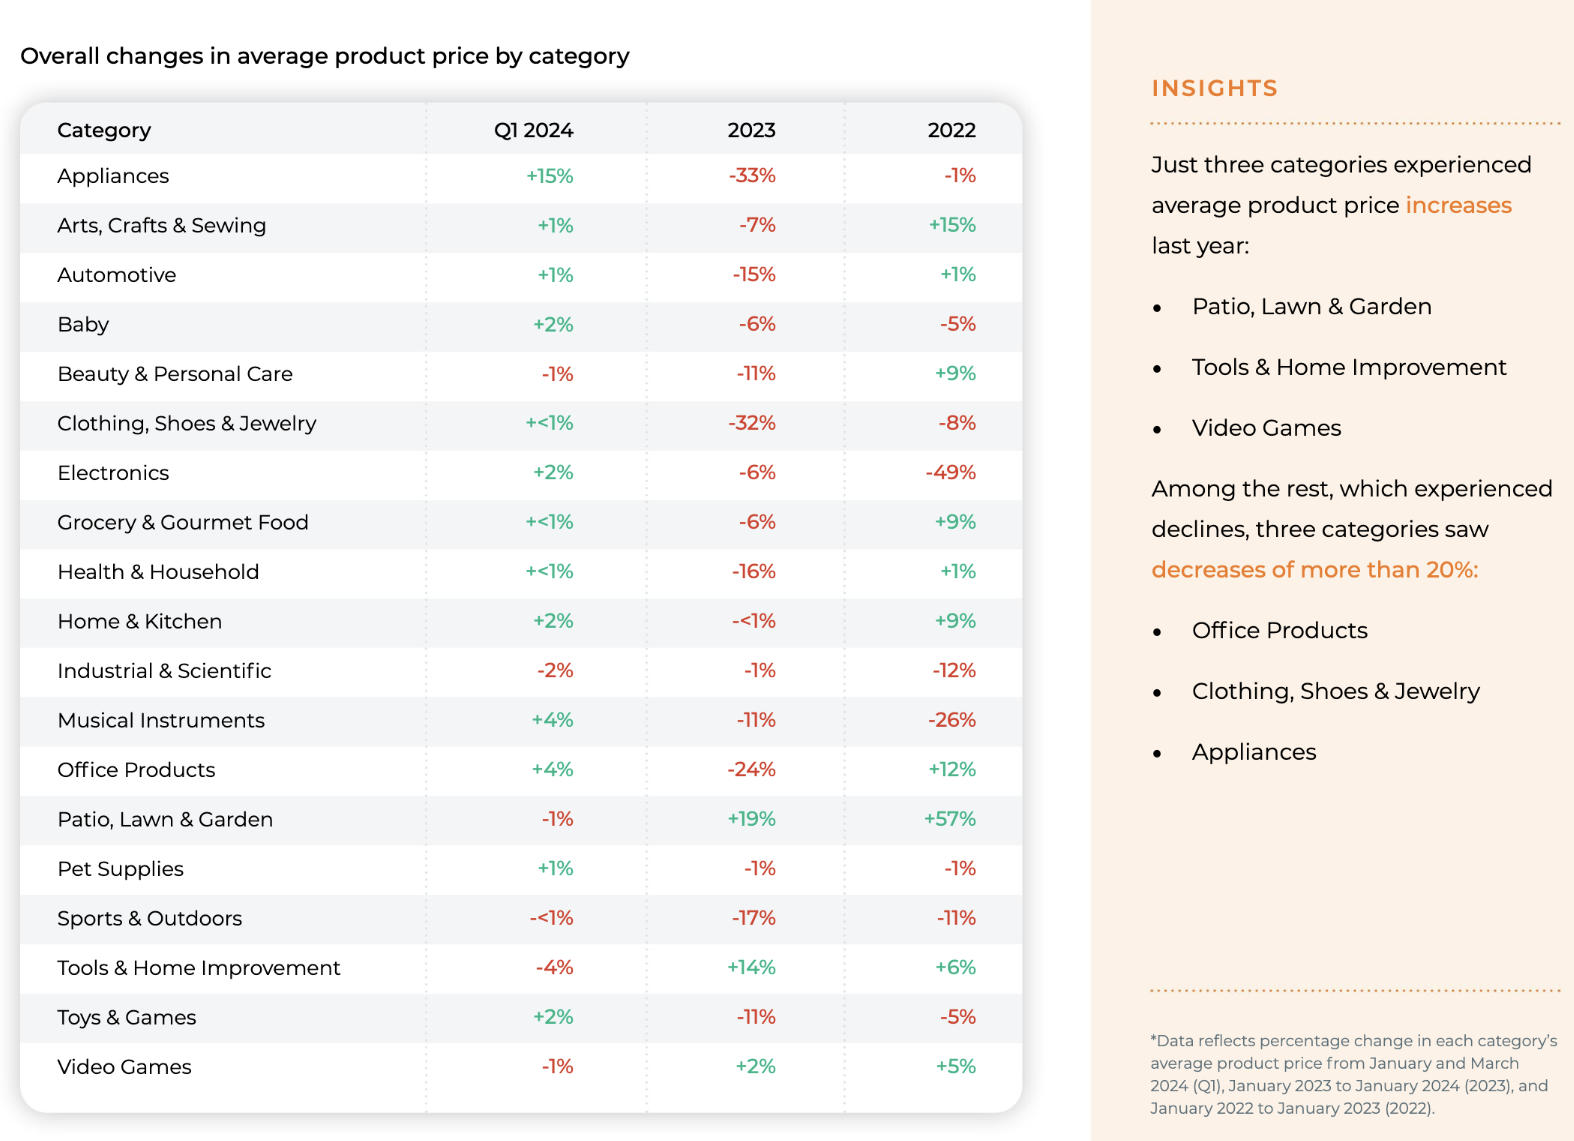 Overall changes in average product price by category
Category Q1 2024 2023 2022
Appliances +15% -33% -1%
Arts, Crafts & Sewing +1% -7% +15%
Automotive +1% -15% +1%
Baby +2% -6% -5%
Beauty & Personal Care -1% -11% +9%
Clothing, Shoes & Jewelry +<1% -32% -8%
Electronics +2% -6% -49%
Grocery & Gourmet Food +<1% -6% +9%
Health & Household +<1% -16% +1%
Home & Kitchen +2% -<1% +9%
Industrial & Scientific -2% -1% -12%
Musical Instruments +4% -11% -26%
Office Products +4% -24% +12%
Patio, Lawn & Garden -1% +19% +57%
Pet Supplies +1% -1% -1%
Sports & Outdoors -<1% -17% -11%
Tools & Home Improvement -4% +14% +6%
Toys & Games +2% -11% -5%
Video Games -1% +2% +5%
INSIGHTS
Just three categories experienced
average product price increases
last year:
• Patio, Lawn & Garden
• Tools & Home Improvement
• Video Games
Among the rest, which experienced
declines, three categories saw
decreases of more than 20%:
• Office Products
• Clothing, Shoes & Jewelry
• Appliances
*Data reflects percentage change in each category's
average product price from January and March
2024 (Q1), January 2023 to January 2024 (2023), and
January 2022 to January 2023 (2022).